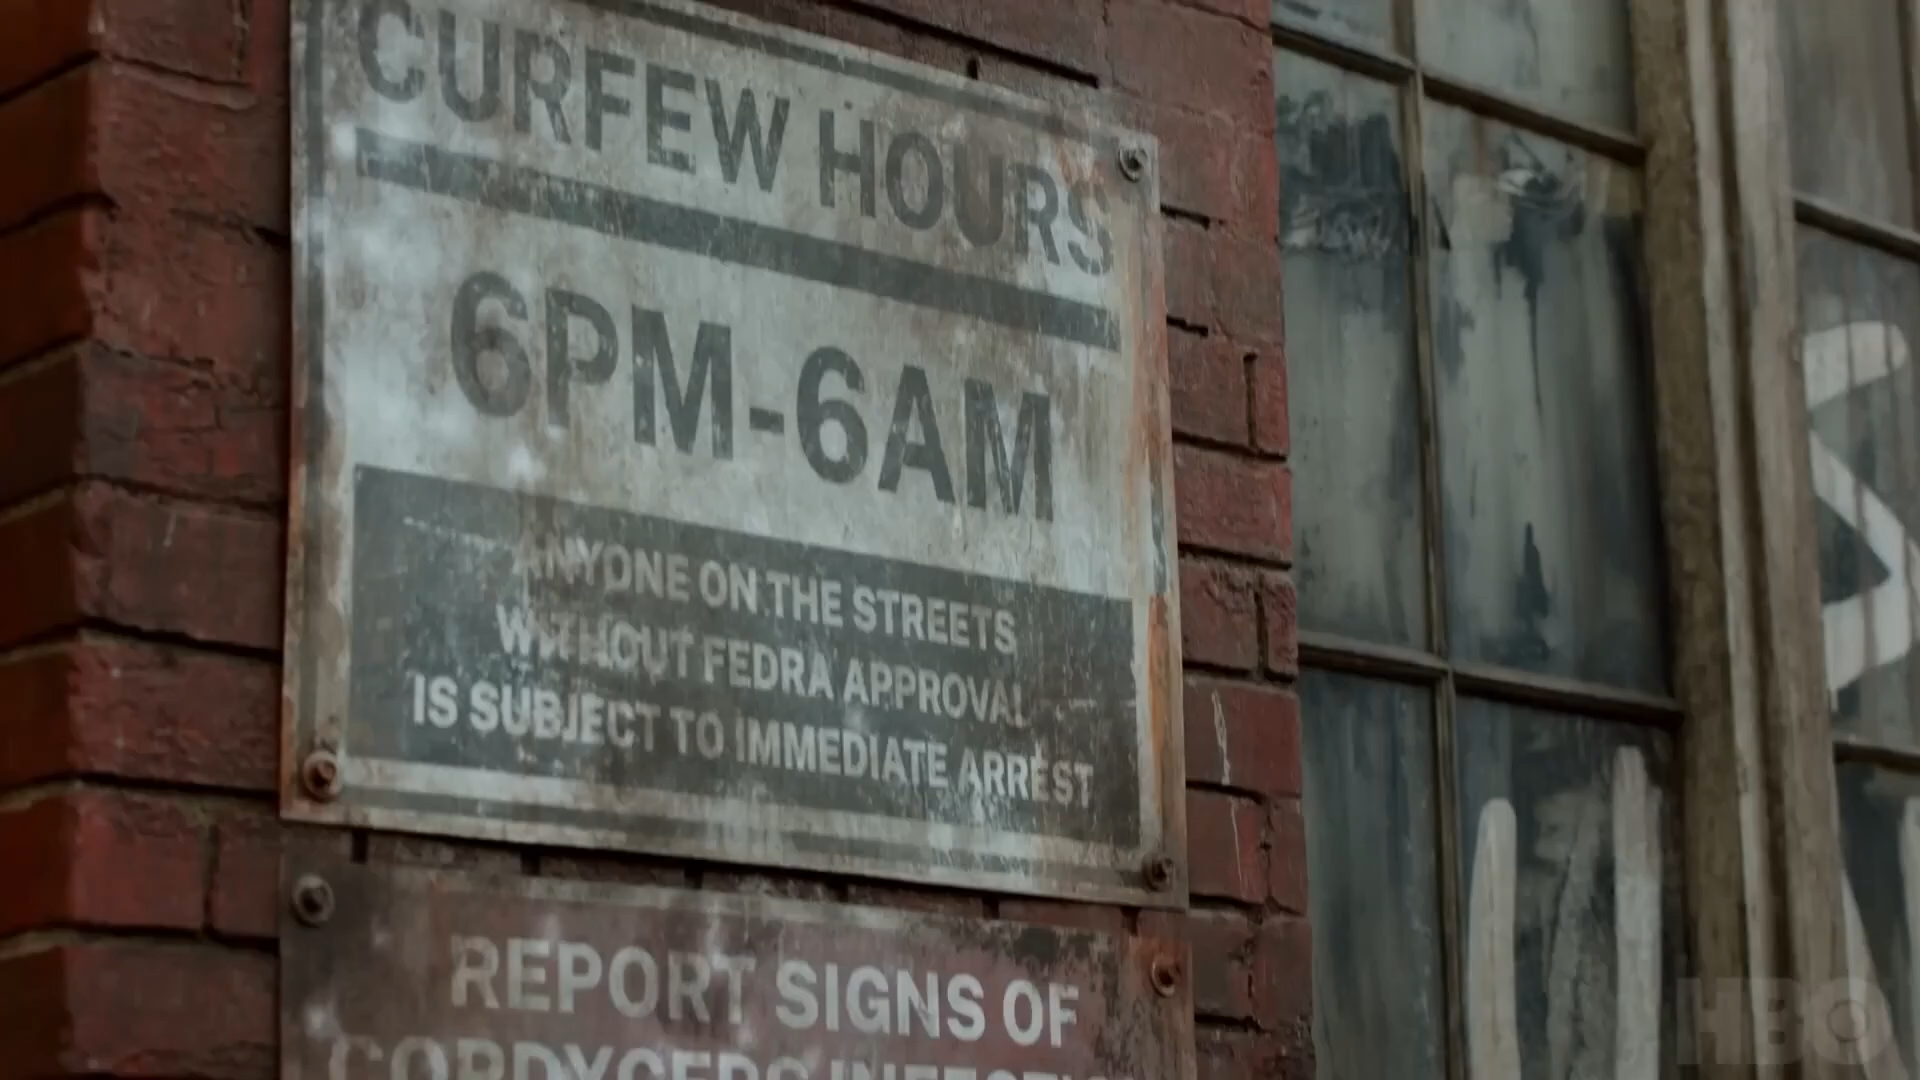 CURFEW HOURS
6PM-6AM
ANYONE ON THE STREETS
WITHOUT FEDRA APPROVAL
IS SUBJECT TO IMMEDIATE ARREST
REPORT SIGNS OF
CORDYCEPS
HBO